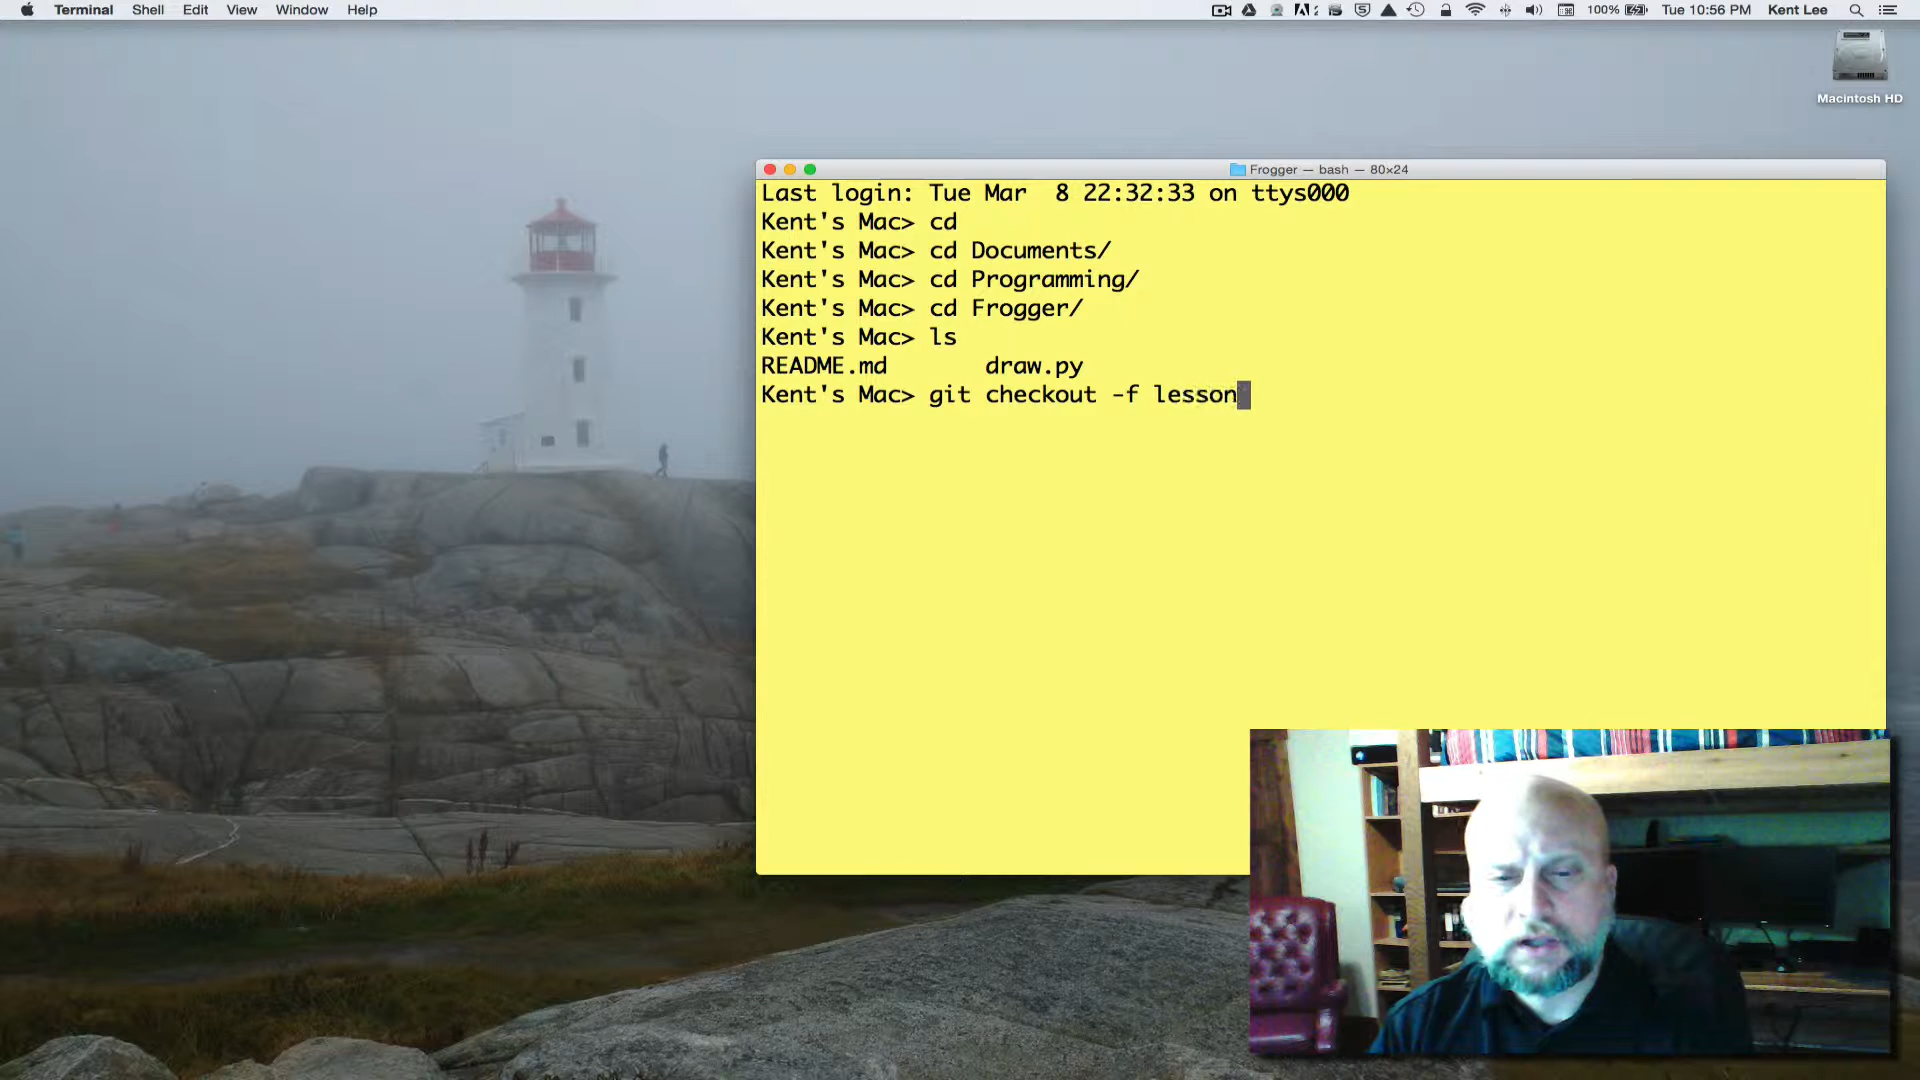 Terminal Shell Edit View Window Help 100% Tue 10:56 PM Kent Lee
Macintosh HD
Frogger — bash — 80×24
Last login: Tue Mar  8 22:32:33 on ttys000
Kent's Mac> cd
Kent's Mac> cd Documents/
Kent's Mac> cd Programming/
Kent's Mac> cd Frogger/
Kent's Mac> ls
README.md       draw.py
Kent's Mac> git checkout -f lesson